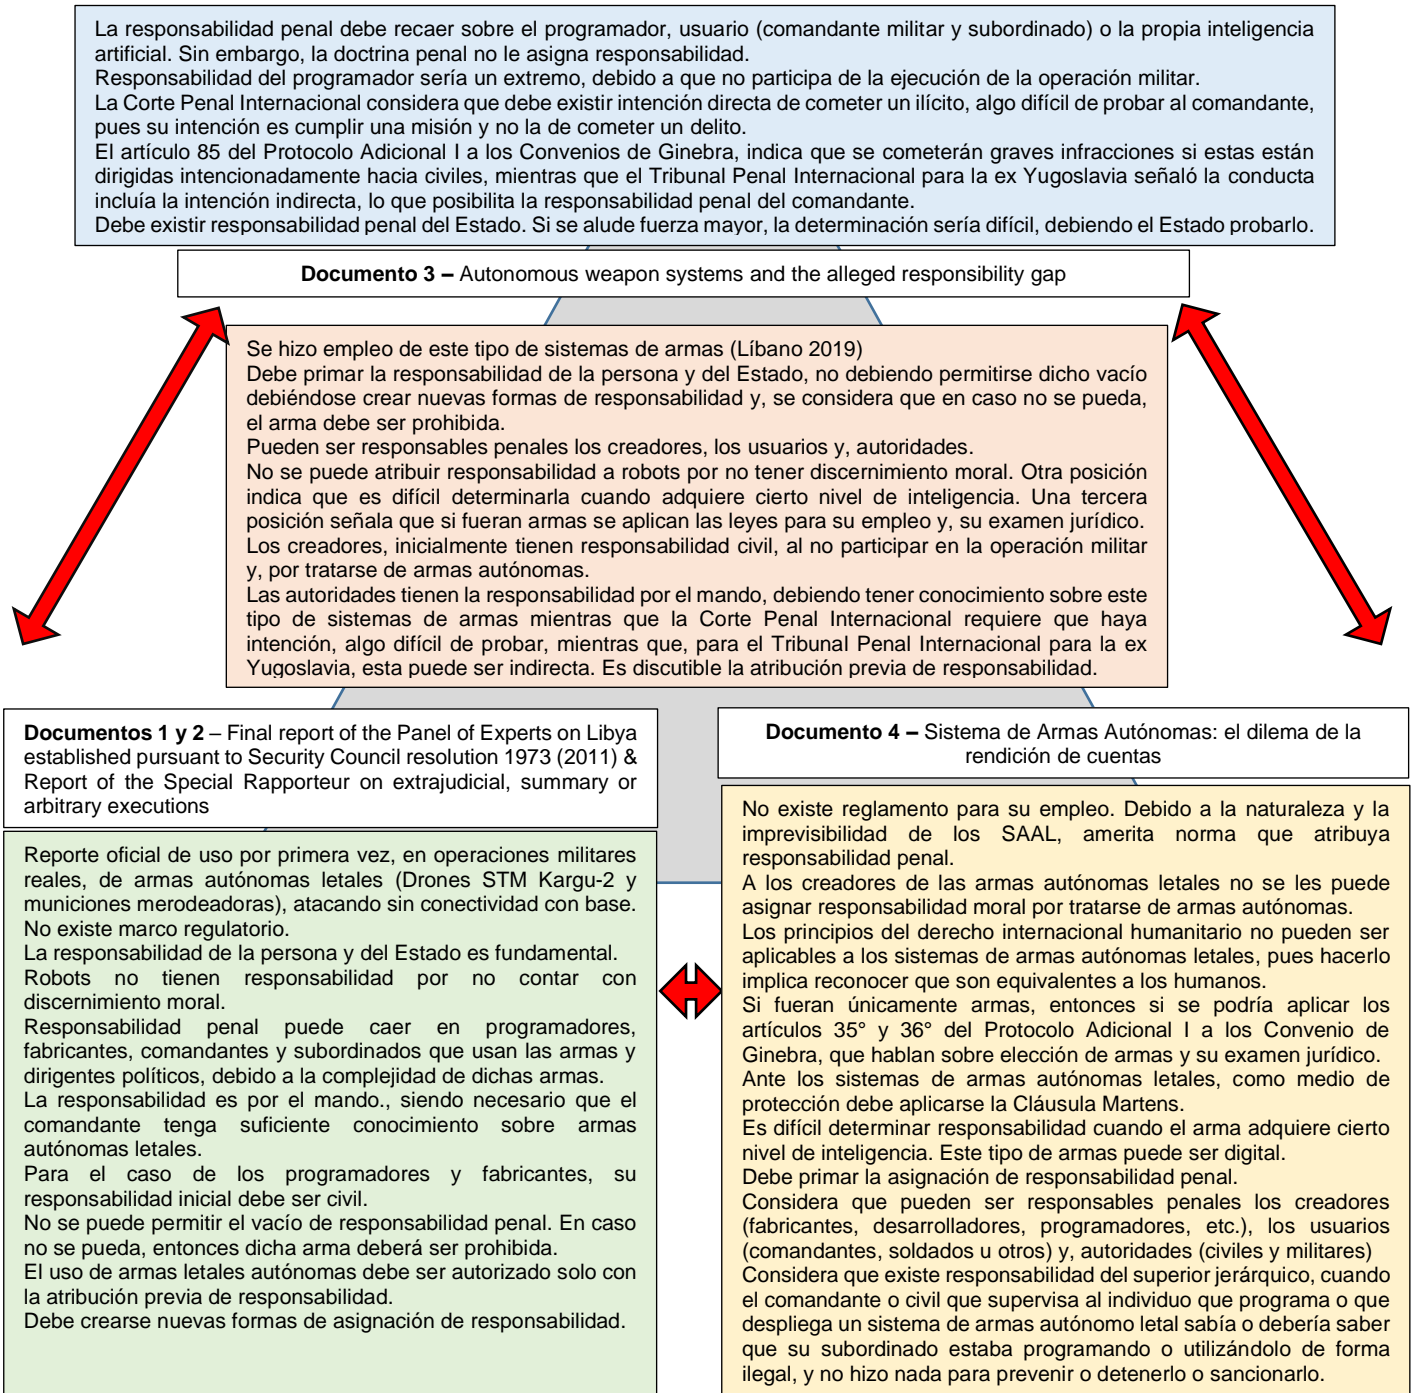 La responsabilidad penal debe recaer sobre el programador, usuario (comandante militar y subordinado) o la propia inteligencia
artificial. Sin embargo, la doctrina penal no le asigna responsabilidad.
Responsabilidad del programador sería un extremo, debido a que no participa de la ejecución de la operación militar.
La Corte Penal Internacional considera que debe existir intención directa de cometer un ilícito, algo difícil de probar al comandante,
pues su intención es cumplir una misión y no la de cometer un delito.
El artículo 85 del Protocolo Adicional I a los Convenios de Ginebra, indica que se cometerán graves infracciones si estas están
dirigidas intencionadamente hacia civiles, mientras que el Tribunal Penal Internacional para la ex Yugoslavia señaló la conducta
incluía la intención indirecta, lo que posibilita la responsabilidad penal del comandante.
Debe existir responsabilidad penal del Estado. Si se alude fuerza mayor, la determinación sería difícil, debiendo el Estado probarlo.
Documento 3 – Autonomous weapon systems and the alleged responsibility gap
Se hizo empleo de este tipo de sistemas de armas (Líbano 2019)
Debe primar la responsabilidad de la persona y del Estado, no debiendo permitirse dicho vacío
debiéndose crear nuevas formas de responsabilidad y, se considera que en caso no se pueda,
el arma debe ser prohibida.
Pueden ser responsables penales los creadores, los usuarios y, autoridades.
No se puede atribuir responsabilidad a robots por no tener discernimiento moral. Otra posición
indica que es difícil determinarla cuando adquiere cierto nivel de inteligencia. Una tercera
posición señala que si fueran armas se aplican las leyes para su empleo y, su examen jurídico.
Los creadores, inicialmente tienen responsabilidad civil, al no participar en la operación militar
y, por tratarse de armas autónomas.
Las autoridades tienen la responsabilidad por el mando, debiendo tener conocimiento sobre este
tipo de sistemas de armas mientras que la Corte Penal Internacional requiere que haya
intención, algo difícil de probar, mientras que, para el Tribunal Penal Internacional para la ex
Yugoslavia, esta puede ser indirecta. Es discutible la atribución previa de responsabilidad.
Documentos 1 y 2 – Final report of the Panel of Experts on Libya
established pursuant to Security Council resolution 1973 (2011) &
Report of the Special Rapporteur on extrajudicial, summary or
arbitrary executions
Reporte oficial de uso por primera vez, en operaciones militares
reales, de armas autónomas letales (Drones STM Kargu-2 y
municiones merodeadoras), atacando sin conectividad con base.
No existe marco regulatorio.
La responsabilidad de la persona y del Estado es fundamental.
Robots no tienen responsabilidad por no contar con
discernimiento moral.
Responsabilidad penal puede caer en programadores,
fabricantes, comandantes y subordinados que usan las armas y
dirigentes políticos, debido a la complejidad de dichas armas.
La responsabilidad es por el mando., siendo necesario que el
comandante tenga suficiente conocimiento sobre armas
autónomas letales.
Para el caso de los programadores y fabricantes, su
responsabilidad inicial debe ser civil.
No se puede permitir el vacío de responsabilidad penal. En caso
no se pueda, entonces dicha arma deberá ser prohibida.
El uso de armas letales autónomas debe ser autorizado solo con
la atribución previa de responsabilidad.
Debe crearse nuevas formas de asignación de responsabilidad.
Documento 4 – Sistema de Armas Autónomas: el dilema de la
rendición de cuentas
No existe reglamento para su empleo. Debido a la naturaleza y la
imprevisibilidad de los SAAL, amerita norma que atribuya
responsabilidad penal.
A los creadores de las armas autónomas letales no se les puede
asignar responsabilidad moral por tratarse de armas autónomas.
Los principios del derecho internacional humanitario no pueden ser
aplicables a los sistemas de armas autónomas letales, pues hacerlo
implica reconocer que son equivalentes a los humanos.
Si fueran únicamente armas, entonces si se podría aplicar los
artículos 35° y 36° del Protocolo Adicional I a los Convenio de
Ginebra, que hablan sobre elección de armas y su examen jurídico.
Ante los sistemas de armas autónomas letales, como medio de
protección debe aplicarse la Cláusula Martens.
Es difícil determinar responsabilidad cuando el arma adquiere cierto
nivel de inteligencia. Este tipo de armas puede ser digital.
Debe primar la asignación de responsabilidad penal.
Considera que pueden ser responsables penales los creadores
(fabricantes, desarrolladores, programadores, etc.), los usuarios
(comandantes, soldados u otros) y, autoridades (civiles y militares)
Considera que existe responsabilidad del superior jerárquico, cuando
el comandante o civil que supervisa al individuo que programa o que
despliega un sistema de armas autónomo letal sabía o debería saber
que su subordinado estaba programando o utilizándolo de forma
ilegal, y no hizo nada para prevenir o detenerlo o sancionarlo.